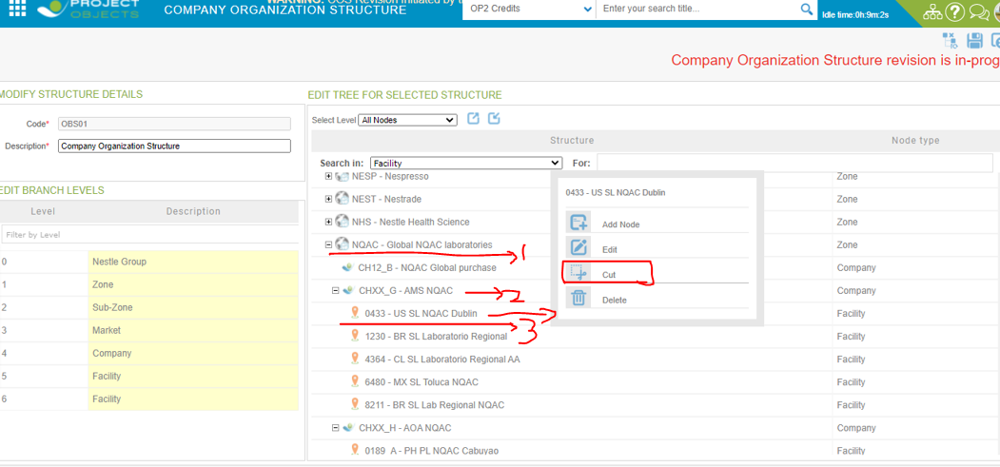 PROJECT
OBJECTS
COMPANY ORGANIZATION STRUCTURE
WARNING: OOS Revision initiated by
OP2 Credits
Enter your search title...
Idle time:0h:9m:2s
Company Organization Structure revision is in-prog
MODIFY STRUCTURE DETAILS
Code*
OBS01
Description*
Company Organization Structure
EDIT BRANCH LEVELS
Level Description
Filter by Level
0 Nestle Group
1 Zone
2 Sub-Zone
3 Market
4 Company
5 Facility
6 Facility
EDIT TREE FOR SELECTED STRUCTURE
Select Level All Nodes
Structure Node type
Search in: Facility For:
NESP - Nespresso Zone
NEST - Nestrade Zone
NHS - Nestle Health Science Zone
NQAC - Global NQAC laboratories 1 Zone
CH12_B - NQAC Global purchase Company
CHXX_G - AMS NQAC 2 Company
0433 - US SL NQAC Dublin 3 Facility
1230 - BR SL Laboratorio Regional Facility
4364 - CL SL Laboratorio Regional AA Facility
6480 - MX SL Toluca NQAC Facility
8211 - BR SL Lab Regional NQAC Facility
CHXX_H - AOA NQAC Company
0189_A - PH PL NQAC Cabuyao Facility
0433 - US SL NQAC Dublin
Add Node
Edit
Cut
Delete